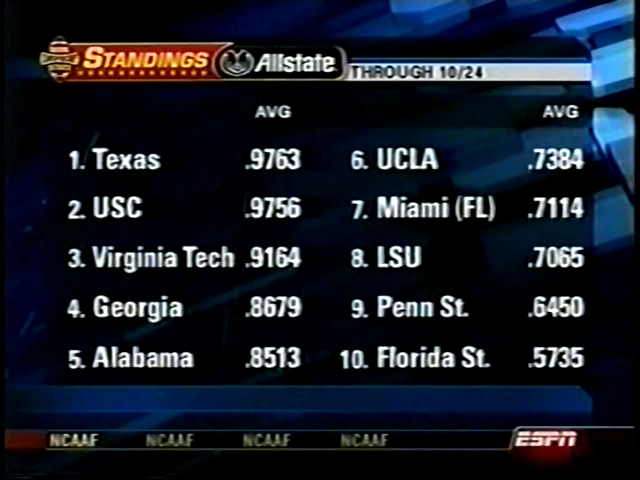 STANDINGS Allstate THROUGH 10/24
AVG AVG
1. Texas .9763 6. UCLA .7384
2. USC .9756 7. Miami (FL) .7114
3. Virginia Tech .9164 8. LSU .7065
4. Georgia .8679 9. Penn St. .6450
5. Alabama .8513 10. Florida St. .5735
NCAAF NCAAF NCAAF NCAAF ESPN